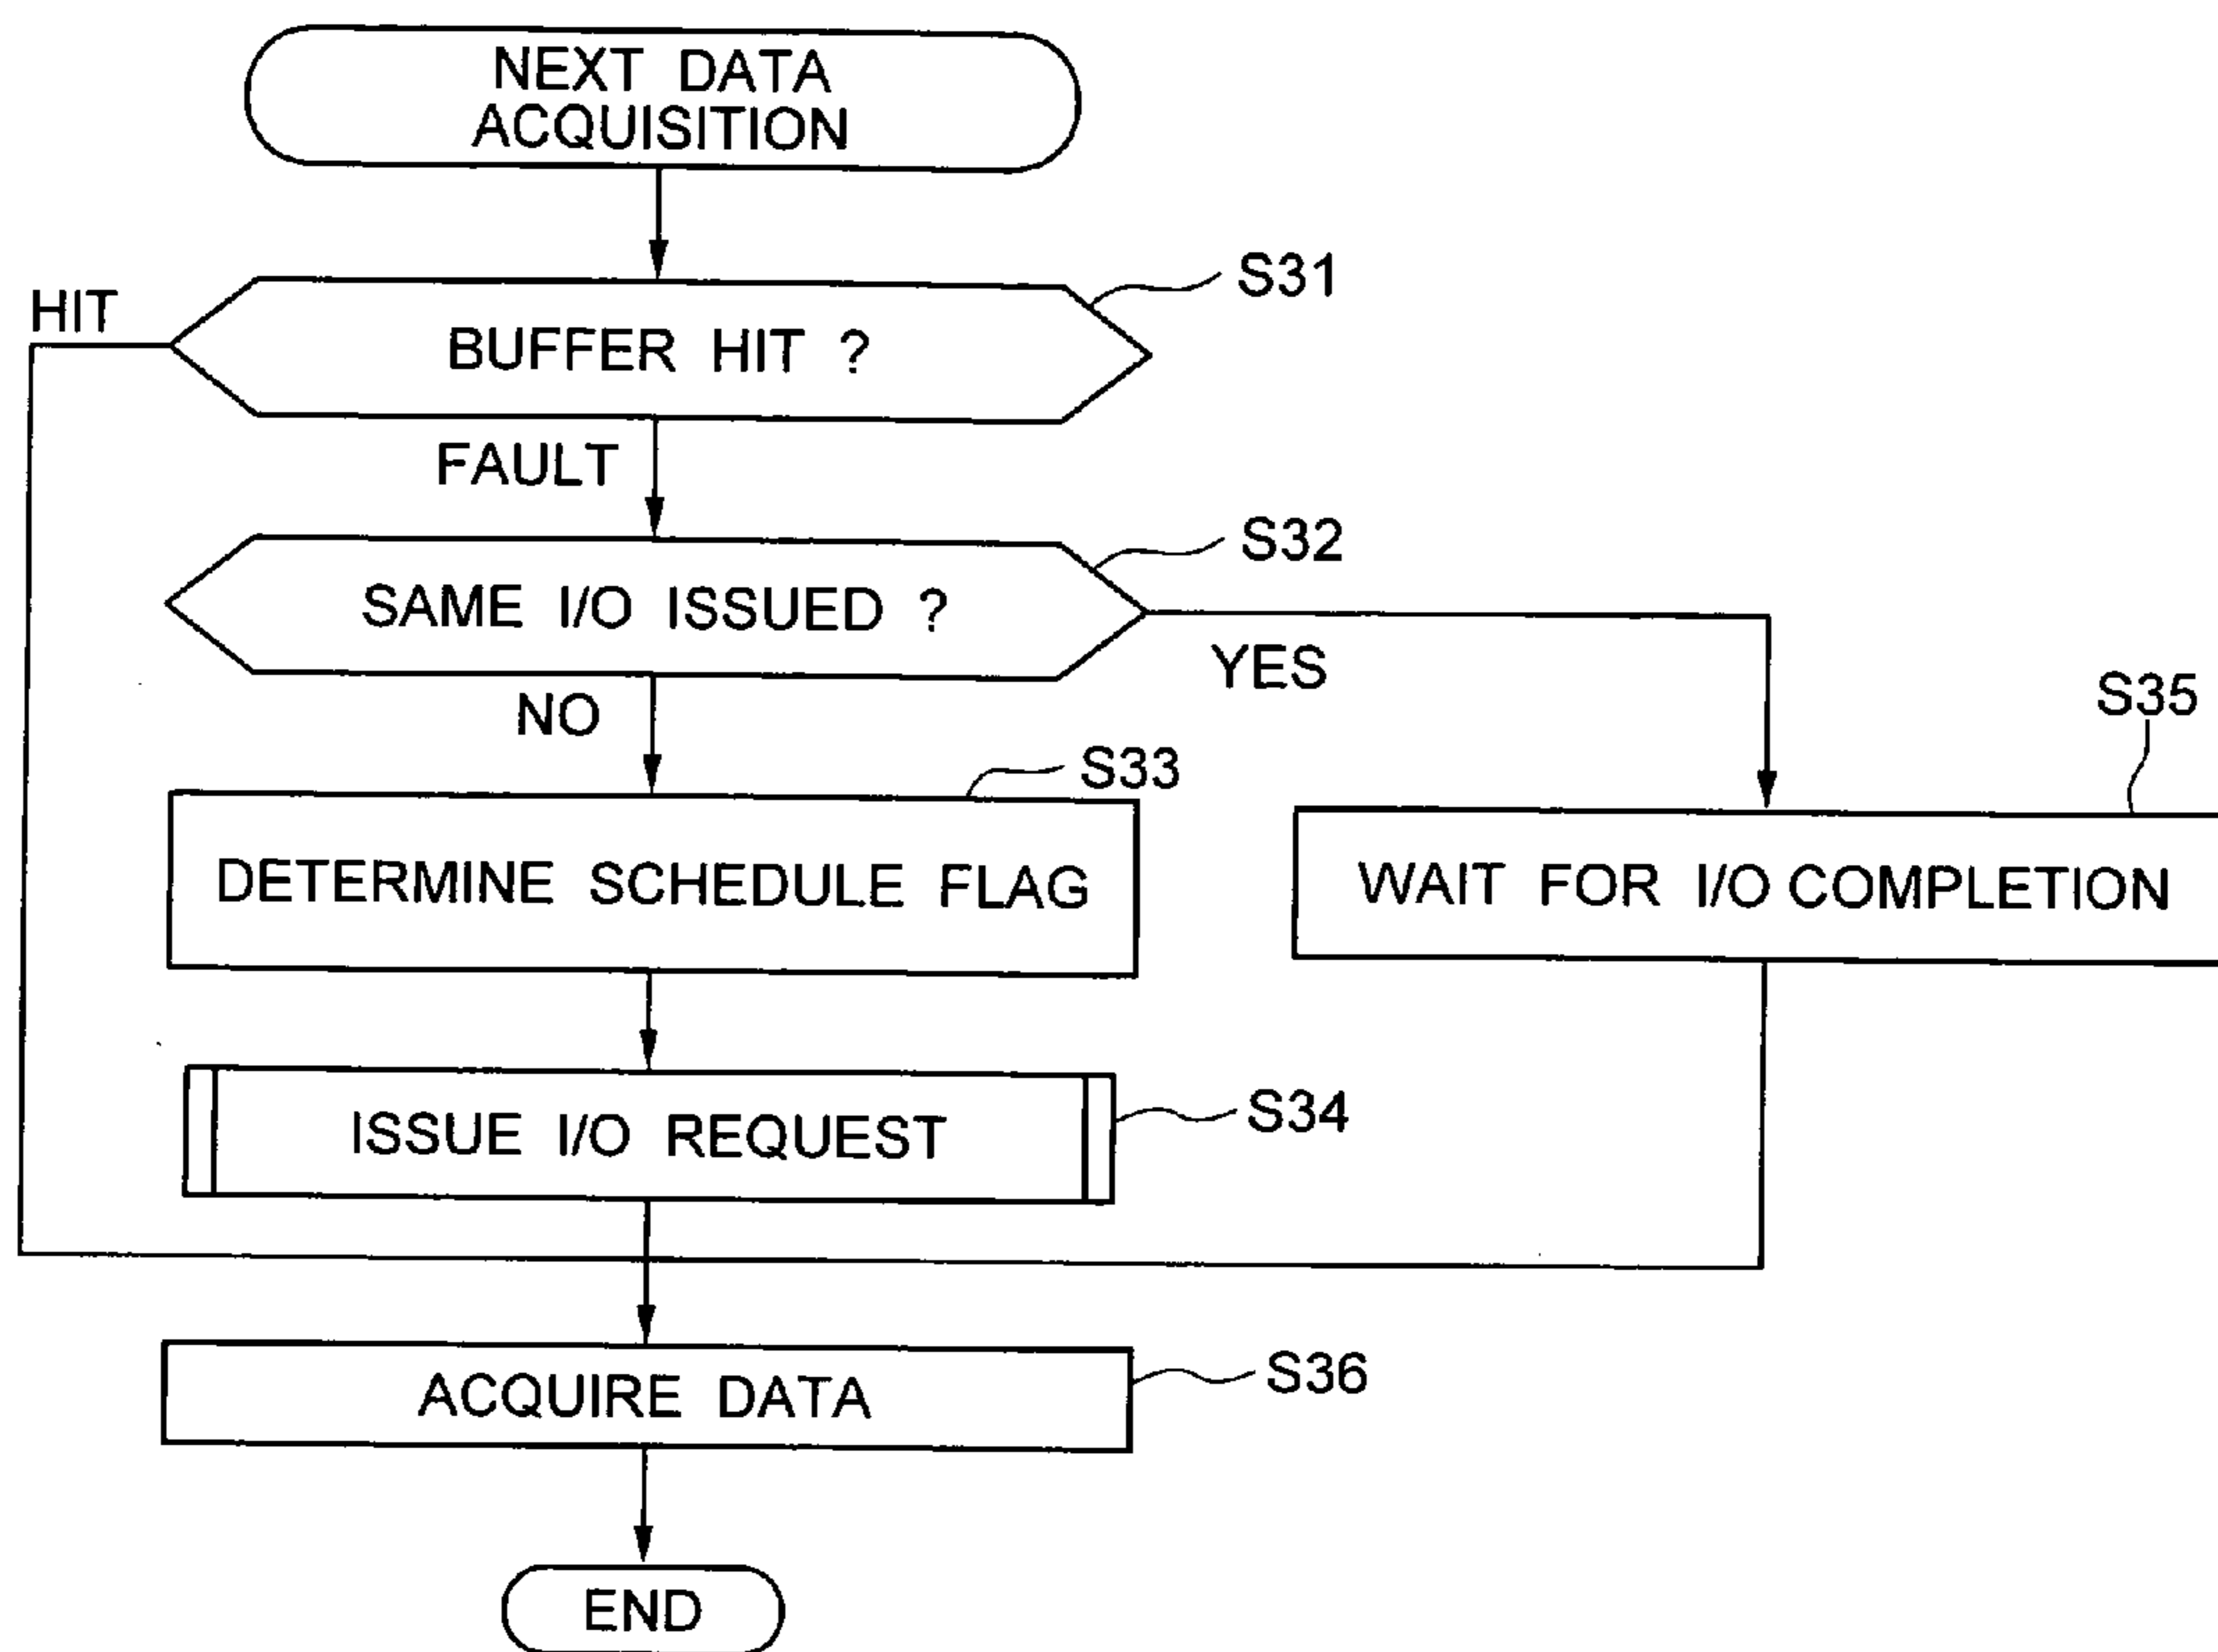 NEXT DATA
ACQUISITION
S31
HIT
BUFFER HIT ?
FAULT
S32
SAME I/O ISSUED ?
YES
NO
S35
S33
DETERMINE SCHEDULE FLAG
WAIT FOR I/O COMPLETION
S34
ISSUE I/O REQUEST
S36
ACQUIRE DATA
END